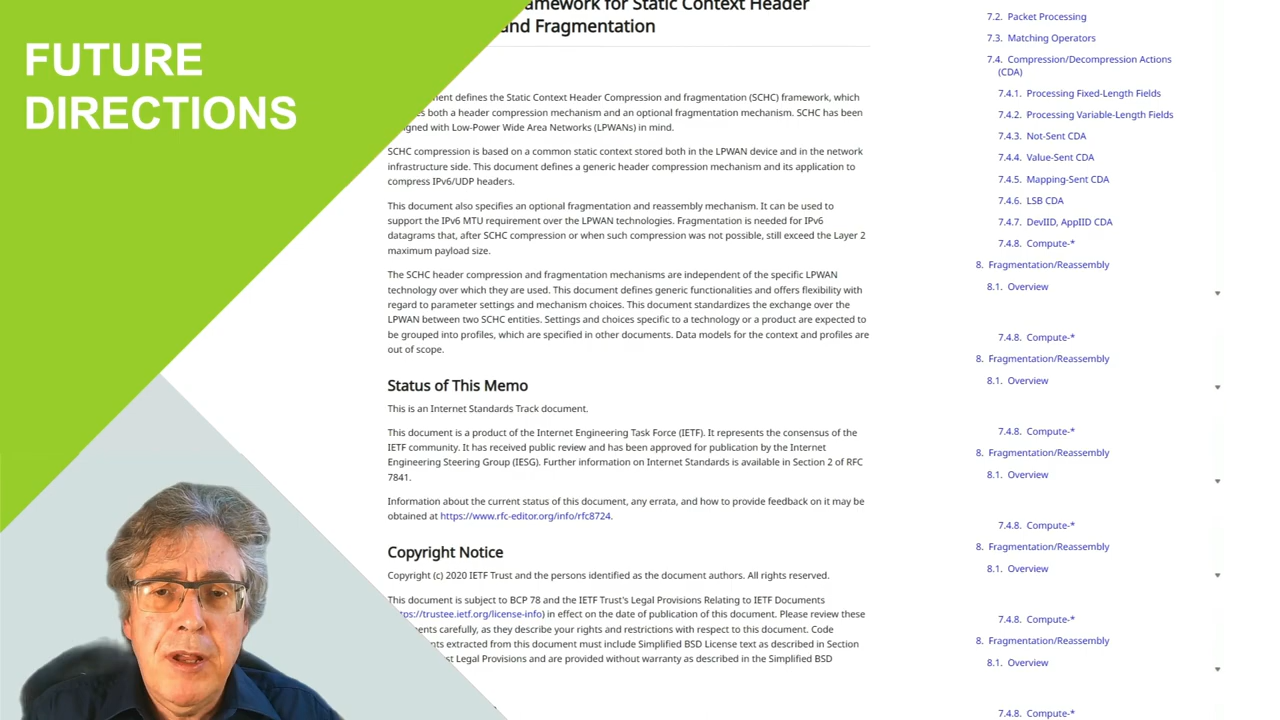 FUTURE
DIRECTIONS
amework for Static Context Header
and Fragmentation
ent defines the Static Context Header Compression and fragmentation (SCHC) framework, which
es both a header compression mechanism and an optional fragmentation mechanism. SCHC has been
igned with Low-Power Wide Area Networks (LPWANs) in mind.
SCHC compression is based on a common static context stored both in the LPWAN device and in the network
infrastructure side. This document defines a generic header compression mechanism and its application to
compress IPv6/UDP headers.
This document also specifies an optional fragmentation and reassembly mechanism. It can be used to
support the IPv6 MTU requirement over the LPWAN technologies. Fragmentation is needed for IPv6
datagrams that, after SCHC compression or when such compression was not possible, still exceed the Layer 2
maximum payload size.
The SCHC header compression and fragmentation mechanisms are independent of the specific LPWAN
technology over which they are used. This document defines generic functionalities and offers flexibility with
regard to parameter settings and mechanism choices. This document standardizes the exchange over the
LPWAN between two SCHC entities. Settings and choices specific to a technology or a product are expected to
be grouped into profiles, which are specified in other documents. Data models for the context and profiles are
out of scope.
Status of This Memo
This is an Internet Standards Track document.
This document is a product of the Internet Engineering Task Force (IETF). It represents the consensus of the
IETF community. It has received public review and has been approved for publication by the Internet
Engineering Steering Group (IESG). Further information on Internet Standards is available in Section 2 of RFC
7841.
Information about the current status of this document, any errata, and how to provide feedback on it may be
obtained at https://www.rfc-editor.org/info/rfc8724.
Copyright Notice
Copyright (c) 2020 IETF Trust and the persons identified as the document authors. All rights reserved.
This document is subject to BCP 78 and the IETF Trust's Legal Provisions Relating to IETF Documents
ps://trustee.ietf.org/license-info) in effect on the date of publication of this document. Please review these
ents carefully, as they describe your rights and restrictions with respect to this document. Code
nts extracted from this document must include Simplified BSD License text as described in Section
st Legal Provisions and are provided without warranty as described in the Simplified BSD
7.2. Packet Processing
7.3. Matching Operators
7.4. Compression/Decompression Actions
(CDA)
7.4.1. Processing Fixed-Length Fields
7.4.2. Processing Variable-Length Fields
7.4.3. Not-Sent CDA
7.4.4. Value-Sent CDA
7.4.5. Mapping-Sent CDA
7.4.6. LSB CDA
7.4.7. DevIID, AppIID CDA
7.4.8. Compute-*
8. Fragmentation/Reassembly
8.1. Overview
7.4.8. Compute-*
8. Fragmentation/Reassembly
8.1. Overview
7.4.8. Compute-*
8. Fragmentation/Reassembly
8.1. Overview
7.4.8. Compute-*
8. Fragmentation/Reassembly
8.1. Overview
7.4.8. Compute-*
8. Fragmentation/Reassembly
8.1. Overview
7.4.8. Compute-*